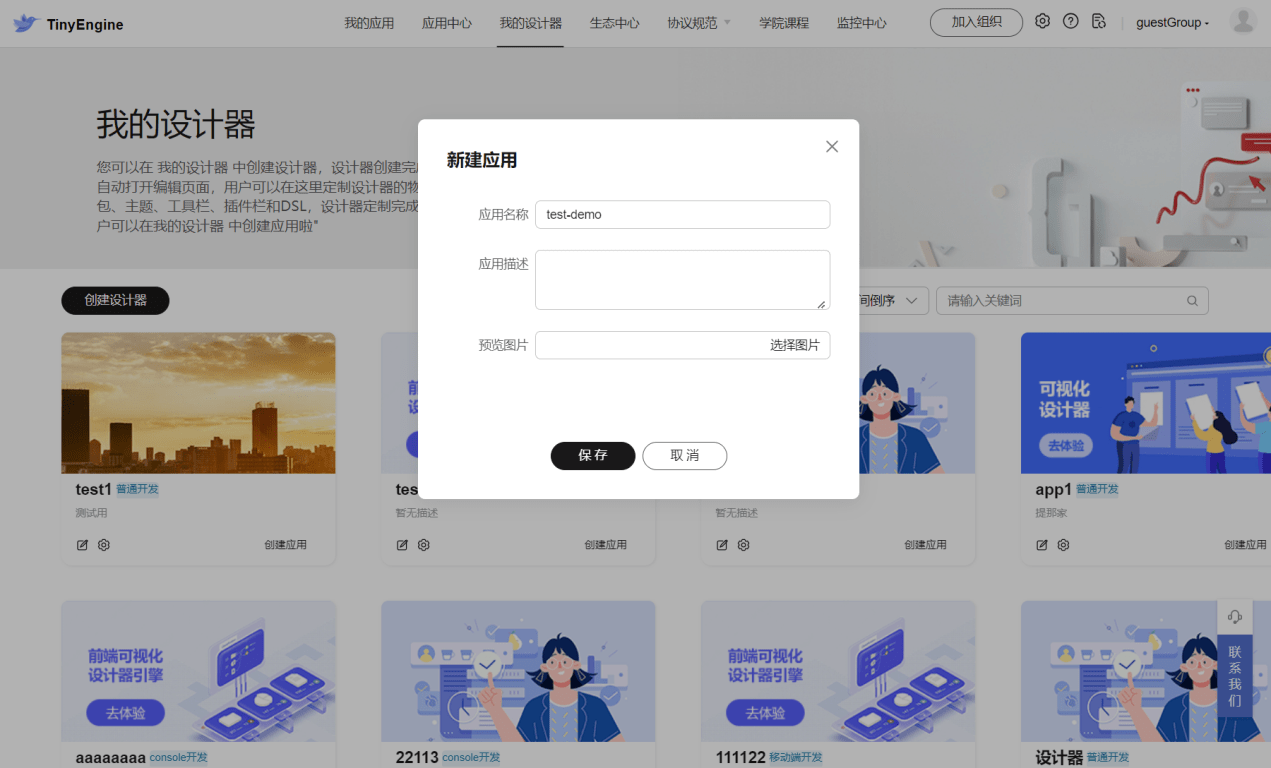 TinyEngine
我的应用
应用中心
我的设计器
生态中心
协议规范
学院课程
监控中心
加入组织
guestGroup
我的设计器
您可以在 我的设计器 中创建设计器，设计器创建完
自动打开编辑页面，用户可以在这里定制设计器的物
包、主题、工具栏、插件栏和DSL，设计器定制完成
户可以在我的设计器 中创建应用啦"
新建应用
应用名称
test-demo
应用描述
预览图片
选择图片
保存
取消
创建设计器
间倒序
请输入关键词
可视化
设计器
去体验
test1 普通开发
测试用
创建应用
tes
暂无描述
创建应用
暂无描述
创建应用
app1 普通开发
提那家
创建应用
前端可视化
设计器引擎
去体验
前端可视化
设计器引擎
去体验
联系我们
aaaaaaaa console开发
22113 console开发
111122 移动端开发
设计器 普通开发